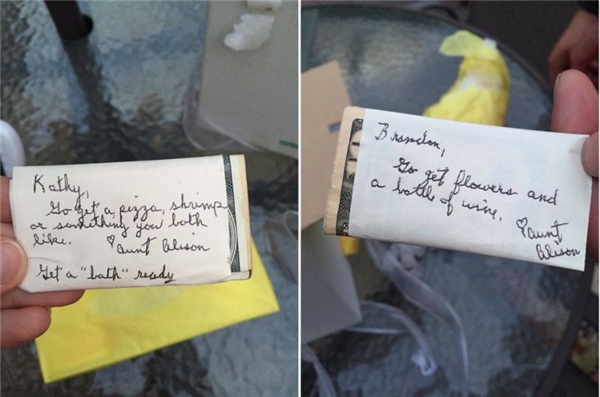 Kathy,
Go get a pizza, shrimp
or something you both
like. ♡ Aunt Alison
Get a "bath" ready
Brandon,
Go get flowers and
a bottle of wine.
♡ Aunt
Alison